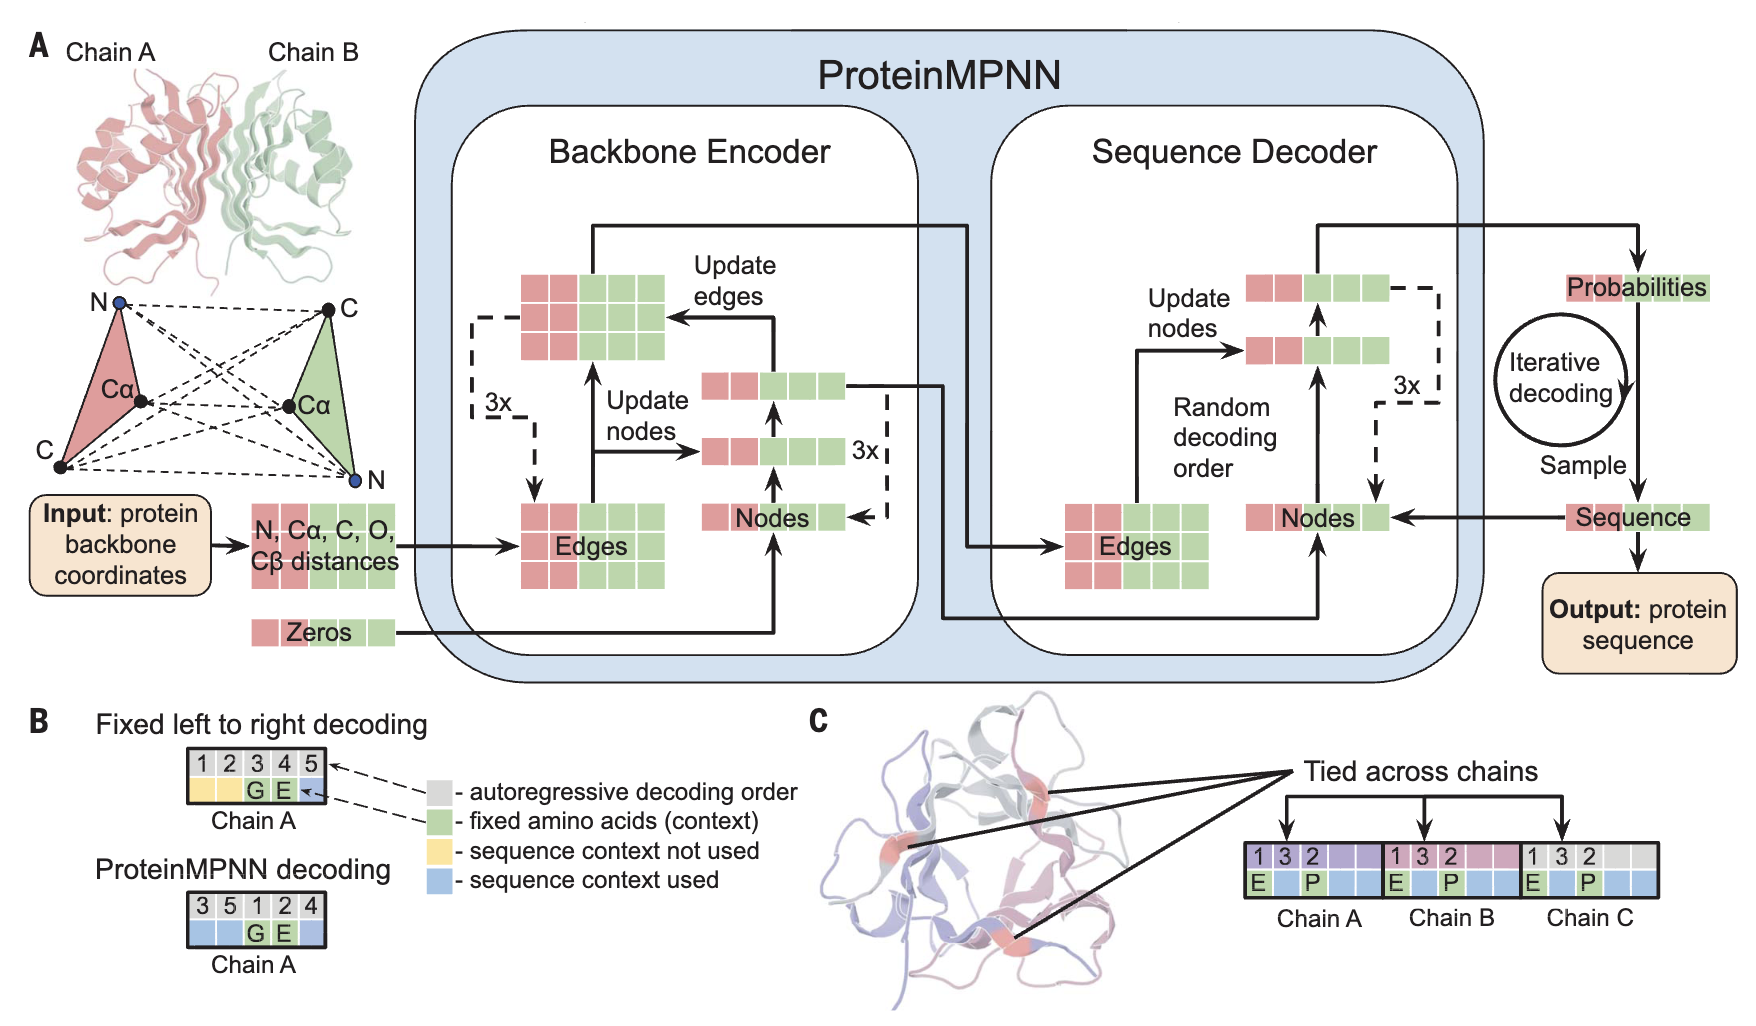 A
Chain A
Chain B
N
C
Cα
Cα
C
N
Input: protein
backbone
coordinates
N, Cα, C, O,
Cβ distances
Zeros
ProteinMPNN
Backbone Encoder
Update
edges
3x
Update
nodes
3x
Edges
Nodes
Sequence Decoder
Update
nodes
3x
Random
decoding
order
Edges
Nodes
Probabilities
Iterative
decoding
Sample
Sequence
Output: protein
sequence
B
Fixed left to right decoding
1 2 3 4 5
G E
Chain A
- autoregressive decoding order
- fixed amino acids (context)
- sequence context not used
- sequence context used
ProteinMPNN decoding
3 5 1 2 4
G E
Chain A
C
Tied across chains
1 3 2 1 3 2 1 3 2
E P E P E P
Chain A Chain B Chain C